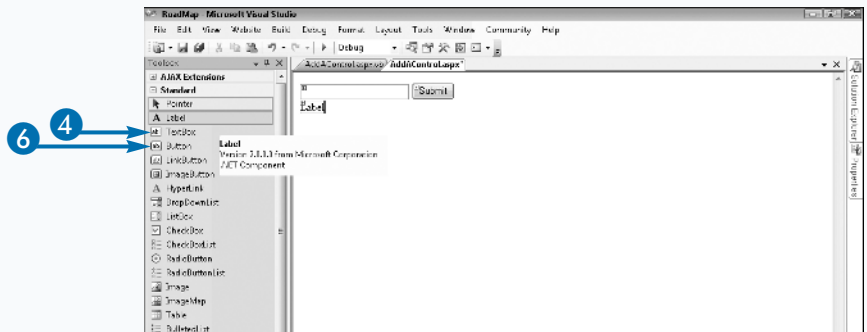 RoadMap - Microsoft Visual Studio
File Edit View Website Build Debug Format Layout Tools Window Community Help
Debug
Toolbox
AddAControl.aspx.vb AddAControl.aspx*
AJAX Extensions
Standard
Submit
Pointer
Label
A Label
4
TextBox
6
Button
Label
Version 2.0.0.0 from Microsoft Corporation
.NET Component
LinkButton
ImageButton
A HyperLink
DropDownList
ListBox
CheckBox
CheckBoxList
RadioButton
RadioButtonList
Image
ImageMap
Table
BulletedList
Solution Explorer
Properties